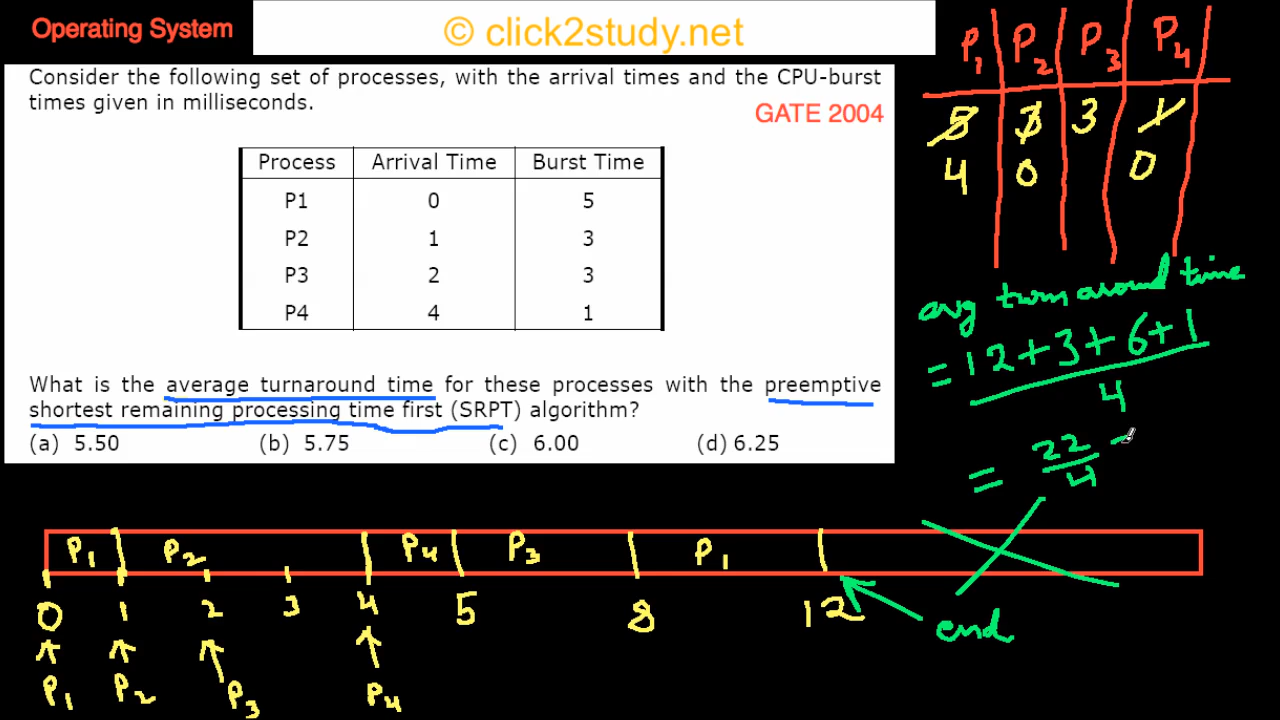 Operating System
© click2study.net
Consider the following set of processes, with the arrival times and the CPU-burst
times given in milliseconds.
GATE 2004
Process Arrival Time Burst Time
P1 0 5
P2 1 3
P3 2 3
P4 4 1
What is the average turnaround time for these processes with the preemptive
shortest remaining processing time first (SRPT) algorithm?
(a) 5.50 (b) 5.75 (c) 6.00 (d) 6.25
P1 P2 P3 P4
5 3 3 1
4 0 0
avg turn around time
= 12+3+6+1
4
= 22
4
P1 P2 P4 P3 P1
0 1 2 3 4 5 8 12
end
P1 P2 P3 P4